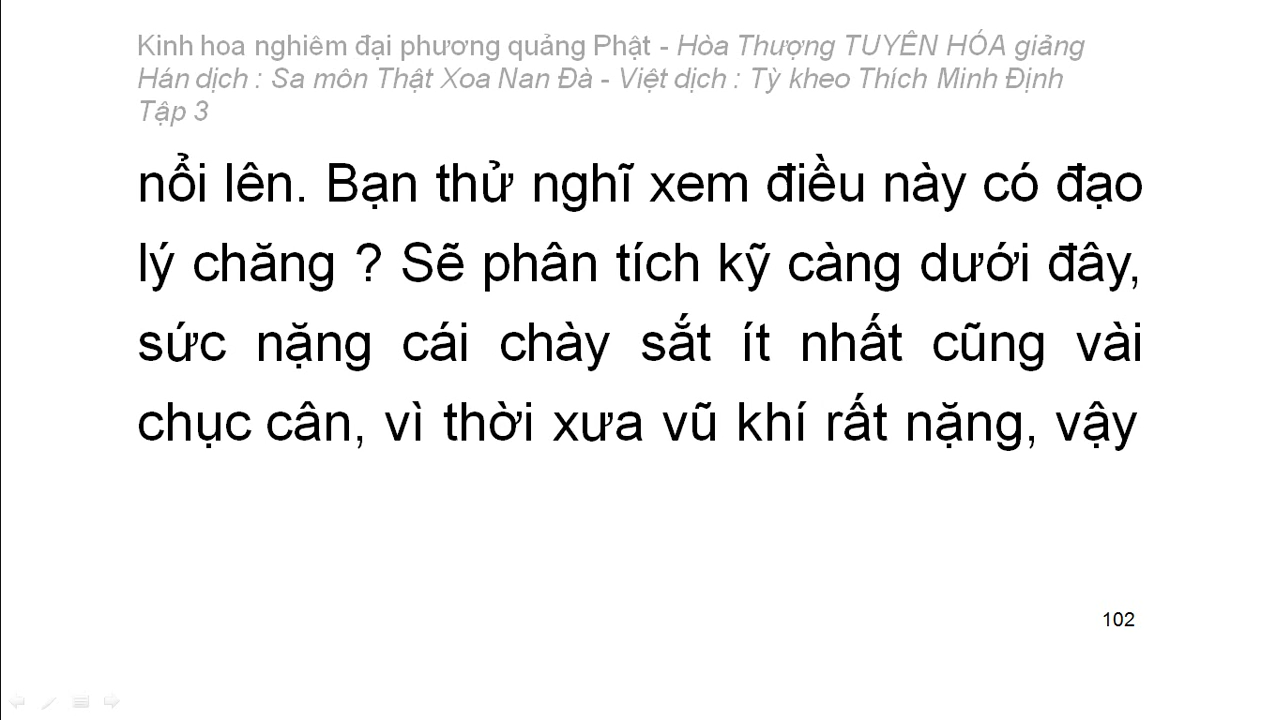 Kinh hoa nghiêm đại phương quảng Phật - Hòa Thượng TUYÊN HÓA giảng
Hán dịch : Sa môn Thật Xoa Nan Đà - Việt dịch : Tỳ kheo Thích Minh Định
Tập 3
nổi lên. Bạn thử nghĩ xem điều này có đạo
lý chăng ? Sẽ phân tích kỹ càng dưới đây,
sức nặng cái chày sắt ít nhất cũng vài
chục cân, vì thời xưa vũ khí rất nặng, vậy
102